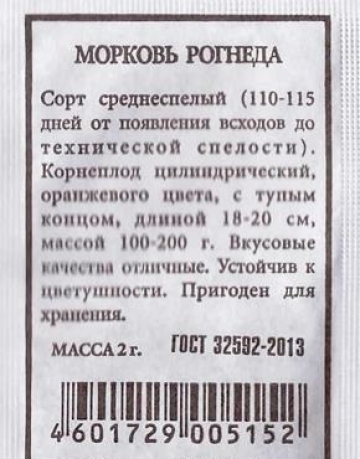 МОРКОВЬ РОГНЕДА
Сорт среднеспелый (110-115
дней от появления всходов до
технической спелости).
Корнеплод цилиндрический,
оранжевого цвета, с тупым
концом, длиной 18-20 см,
массой 100-200 г. Вкусовые
качества отличные. Устойчив к
цветушности. Пригоден для
хранения.
МАССА 2 г. ГОСТ 32592-2013
4 601729 005152